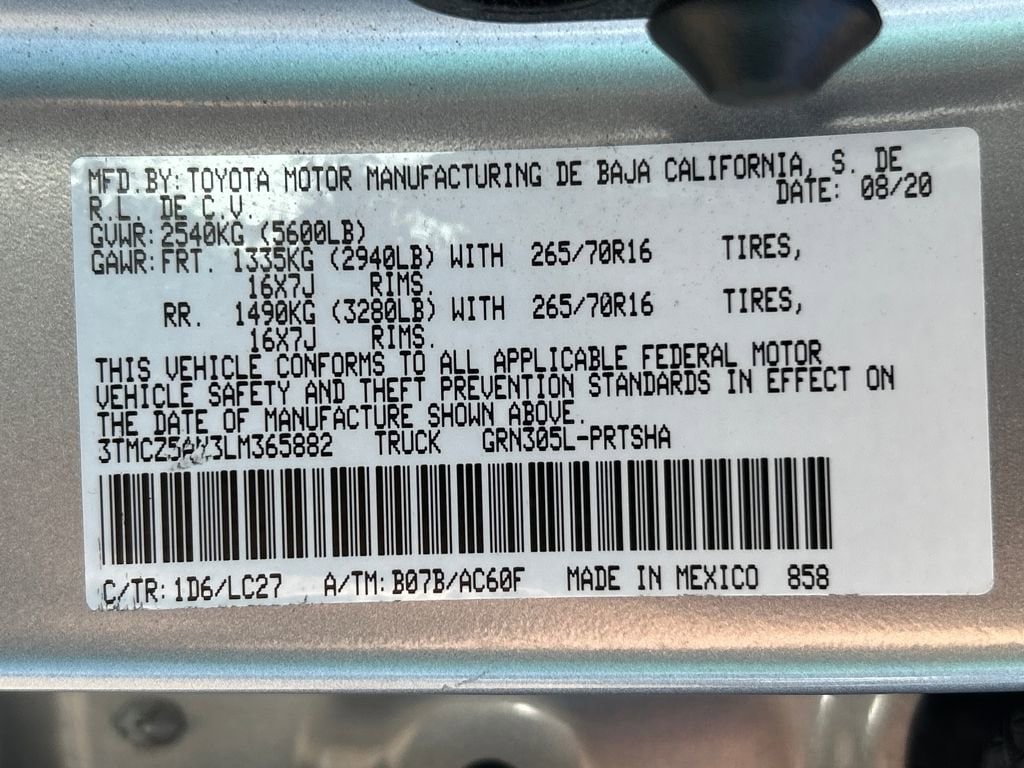 MFD.BY:TOYOTA MOTOR MANUFACTURING DE BAJA CALIFORNIA, S. DE
R.L. DE C.V. DATE: 08/20
GVWR:2540KG (5600LB)
GAWR:FRT. 1335KG (2940LB) WITH 265/70R16 TIRES,
16X7J RIMS.
RR. 1490KG (3280LB) WITH 265/70R16 TIRES,
16X7J RIMS.
THIS VEHICLE CONFORMS TO ALL APPLICABLE FEDERAL MOTOR
VEHICLE SAFETY AND THEFT PREVENTION STANDARDS IN EFFECT ON
THE DATE OF MANUFACTURE SHOWN ABOVE.
3TMCZ5AY3LM365882 TRUCK GRN305L-PRTSHA
C/TR:1D6/LC27 A/TM:B07B/AC60F MADE IN MEXICO 858